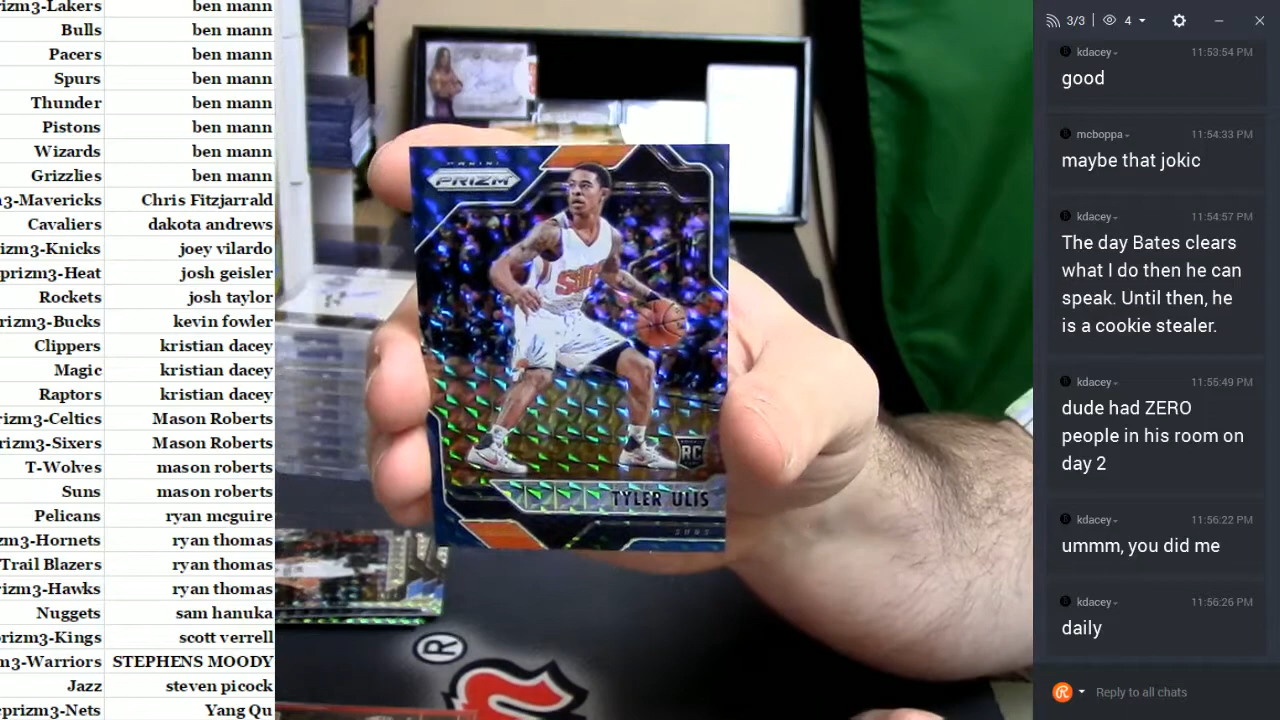 izm3-Lakers ben mann
Bulls ben mann
Pacers ben mann
Spurs ben mann
Thunder ben mann
Pistons ben mann
Wizards ben mann
Grizzlies ben mann
m3-Mavericks Chris Fitzjarrald
Cavaliers dakota andrews
izm3-Knicks joey vilardo
prizm3-Heat josh geisler
Rockets josh taylor
rizm3-Bucks kevin fowler
Clippers kristian dacey
Magic kristian dacey
Raptors kristian dacey
rizm3-Celtics Mason Roberts
izm3-Sixers Mason Roberts
T-Wolves mason roberts
Suns mason roberts
Pelicans ryan mcguire
zm3-Hornets ryan thomas
Trail Blazers ryan thomas
izm3-Hawks ryan thomas
Nuggets sam hanuka
prizm3-Kings scott verrell
m3-Warriors STEPHENS MOODY
Jazz steven picock
cprizm3-Nets Yang Qu
PANINI
PRIZM
SUNS
RC
TYLER ULIS
SUNS
®
3/3 4
kdacey 11:53:54 PM
good
mcboppa 11:54:33 PM
maybe that jokic
kdacey 11:54:57 PM
The day Bates clears
what I do then he can
speak. Until then, he
is a cookie stealer.
kdacey 11:55:49 PM
dude had ZERO
people in his room on
day 2
kdacey 11:56:22 PM
ummm, you did me
kdacey 11:56:26 PM
daily
Reply to all chats